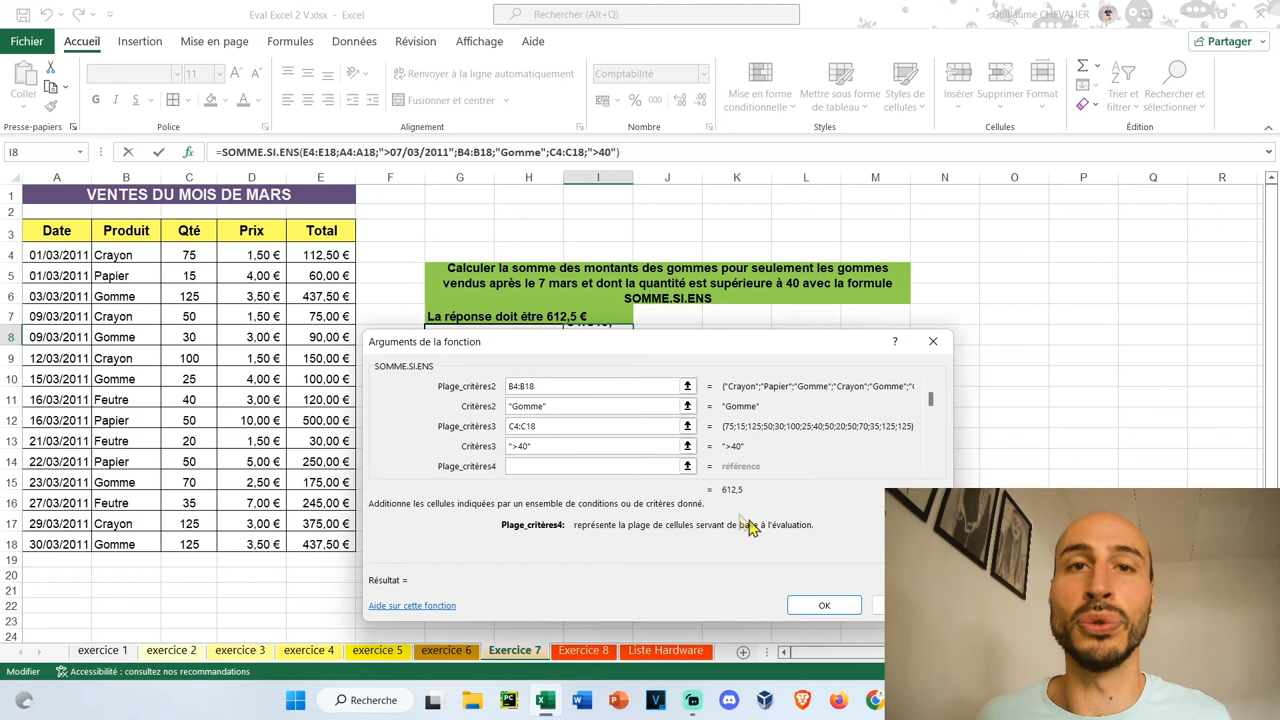 Eval Excel 2 V.xlsx - Excel
Rechercher (Alt+Q)
Guillaume CHEVALIER
Fichier Accueil Insertion Mise en page Formules Données Révision Affichage Aide
Partager
Coller
11
Renvoyer à la ligne automatiquement
Fusionner et centrer
Comptabilité
% 000
G I S
Mise en forme conditionnelle
Mettre sous forme de tableau
Styles de cellules
Insérer Supprimer Format
Trier et filtrer
Rechercher et sélectionner
Presse-papiers Police Alignement Nombre Styles Cellules Édition
I8 fx =SOMME.SI.ENS(E4:E18;A4:A18;">07/03/2011";B4:B18;"Gomme";C4:C18;">40")
A B C D E F G H I J K L M N O P Q R
1 VENTES DU MOIS DE MARS
2
3 Date Produit Qté Prix Total
4 01/03/2011 Crayon 75 1,50 € 112,50 €
5 01/03/2011 Papier 15 4,00 € 60,00 €
6 03/03/2011 Gomme 125 3,50 € 437,50 €
7 09/03/2011 Crayon 50 1,50 € 75,00 €
8 09/03/2011 Gomme 30 3,00 € 90,00 €
9 12/03/2011 Crayon 100 1,50 € 150,00 €
10 15/03/2011 Gomme 25 4,00 € 100,00 €
11 16/03/2011 Feutre 40 3,00 € 120,00 €
12 16/03/2011 Papier 50 10,00 € 500,00 €
13 21/03/2011 Feutre 20 1,50 € 30,00 €
14 22/03/2011 Papier 50 5,00 € 250,00 €
15 23/03/2011 Gomme 70 2,50 € 175,00 €
16 27/03/2011 Feutre 35 7,00 € 245,00 €
17 29/03/2011 Crayon 125 3,00 € 375,00 €
18 30/03/2011 Gomme 125 3,50 € 437,50 €
19
20
21
22
23
24
Calculer la somme des montants des gommes pour seulement les gommes
vendus après le 7 mars et dont la quantité est supérieure à 40 avec la formule
SOMME.SI.ENS
La réponse doit être 612,5 €
Arguments de la fonction ?
SOMME.SI.ENS
Plage_critères2 B4:B18 = {"Crayon";"Papier";"Gomme";"Crayon";"Gomme";"
Critères2 "Gomme" = "Gomme"
Plage_critères3 C4:C18 = {75;15;125;50;30;100;25;40;50;20;50;70;35;125;125}
Critères3 ">40" = ">40"
Plage_critères4 = référence
= 612,5
Additionne les cellules indiquées par un ensemble de conditions ou de critères donné.
Plage_critères4: représente la plage de cellules servant de base à l'évaluation.
Résultat =
Aide sur cette fonction
OK
exercice 1 exercice 2 exercice 3 exercice 4 exercice 5 exercice 6 Exercice 7 Exercice 8 Liste Hardware
Modifier Accessibilité : consultez nos recommandations
Recherche